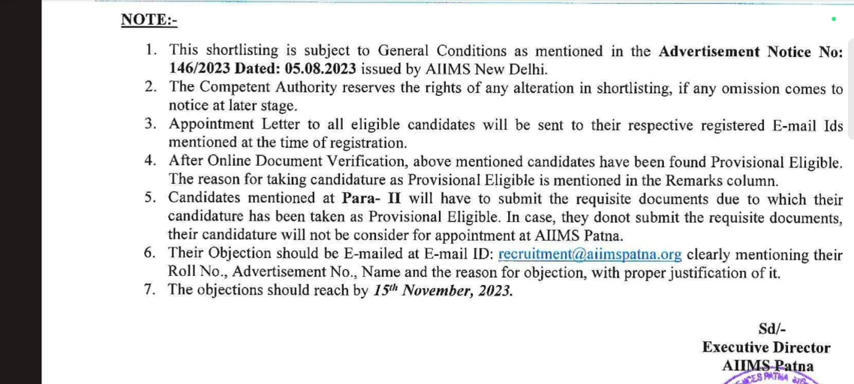 NOTE:-
1. This shortlisting is subject to General Conditions as mentioned in the Advertisement Notice No:
146/2023 Dated: 05.08.2023 issued by AIIMS New Delhi.
2. The Competent Authority reserves the rights of any alteration in shortlisting, if any omission comes to
notice at later stage.
3. Appointment Letter to all eligible candidates will be sent to their respective registered E-mail Ids
mentioned at the time of registration.
4. After Online Document Verification, above mentioned candidates have been found Provisional Eligible.
The reason for taking candidature as Provisional Eligible is mentioned in the Remarks column.
5. Candidates mentioned at Para- II will have to submit the requisite documents due to which their
candidature has been taken as Provisional Eligible. In case, they donot submit the requisite documents,
their candidature will not be consider for appointment at AIIMS Patna.
6. Their Objection should be E-mailed at E-mail ID: recruitment@aiimspatna.org clearly mentioning their
Roll No., Advertisement No., Name and the reason for objection, with proper justification of it.
7. The objections should reach by 15th November, 2023.
Sd/-
Executive Director
AIIMS Patna